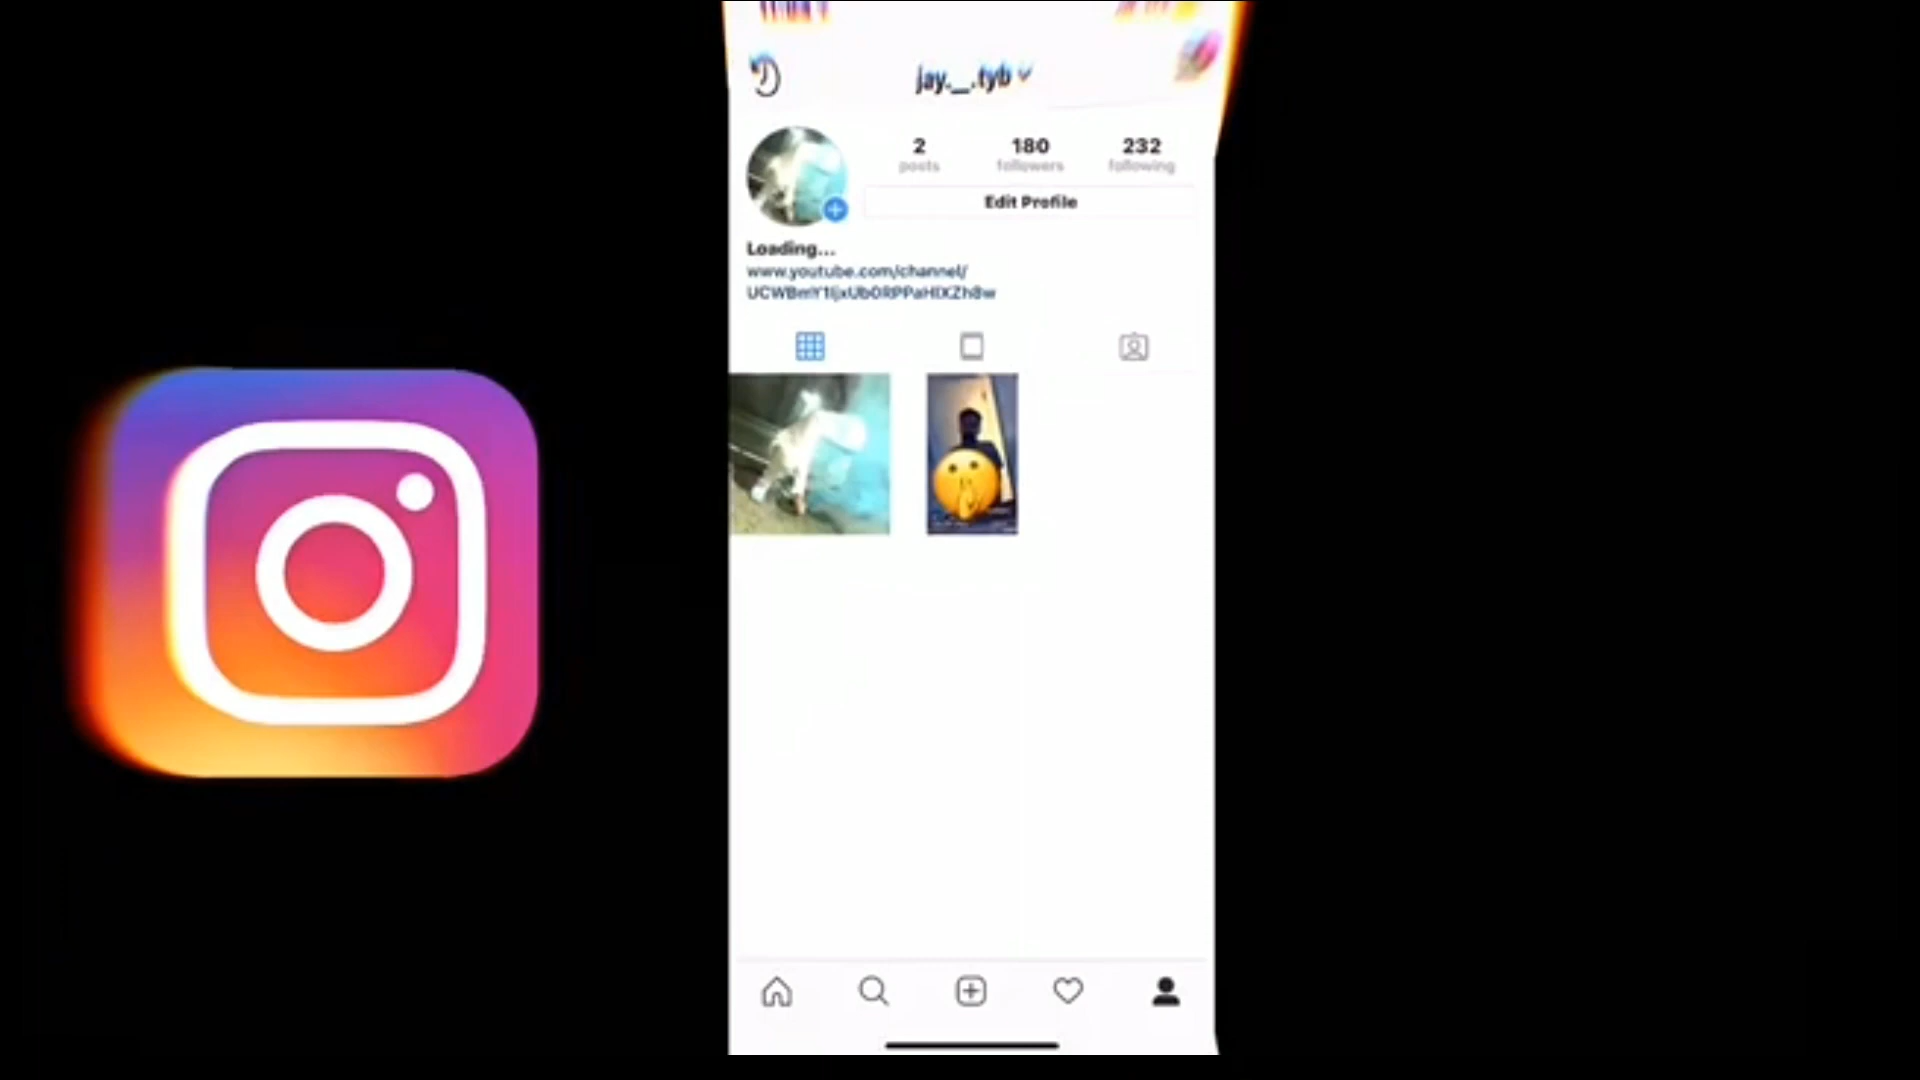 jay._.tyb
2 180 232
posts followers following
Edit Profile
Loading...
www.youtube.com/channel/